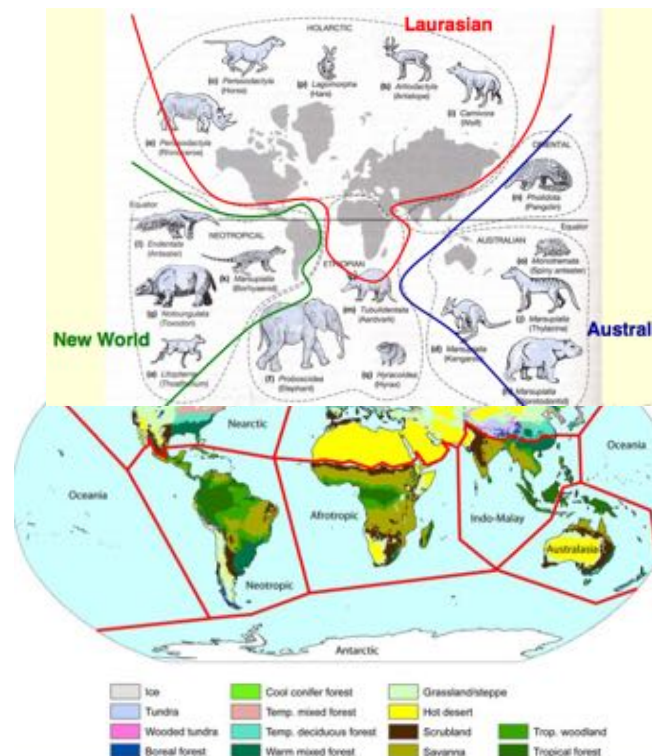 Laurasian
HOLARCTIC
(c) Perissodactyla
(Horse)
(p) Lagomorpha
(Hare)
(h) Artiodactyla
(Antelope)
(i) Carnivora
(Wolf)
Perissodactyla
(Rhinoceros)
ORIENTAL
(n) Pholidota
(Pangolin)
Equator
Equator
NEOTROPICAL
(l) Endentata
(Anteater)
(k) Marsupialia
(Borhyaenid)
(g) Notoungulata
(Toxodon)
Litopterna
(Thoatherium)
ETHIOPIAN
(m) Tubulidentata
(Aardvark)
(f) Proboscidea
(Elephant)
(q) Hyracoidea
(Hyrax)
AUSTRALIAN
Monotremata
(Spiny anteater)
(j) Marsupialia
(Thylacine)
(d) Marsupialia
(Kangaroo)
Marsupialia
New World
Austral
Nearctic
Oceania
Oceania
Afrotropic
Indo-Malay
Australasia
Neotropic
Antarctic
Ice
Tundra
Wooded tundra
Boreal forest
Cool conifer forest
Temp. mixed forest
Temp. deciduous forest
Warm mixed forest
Grassland/steppe
Hot desert
Scrubland
Savanna
Trop. woodland
Tropical forest